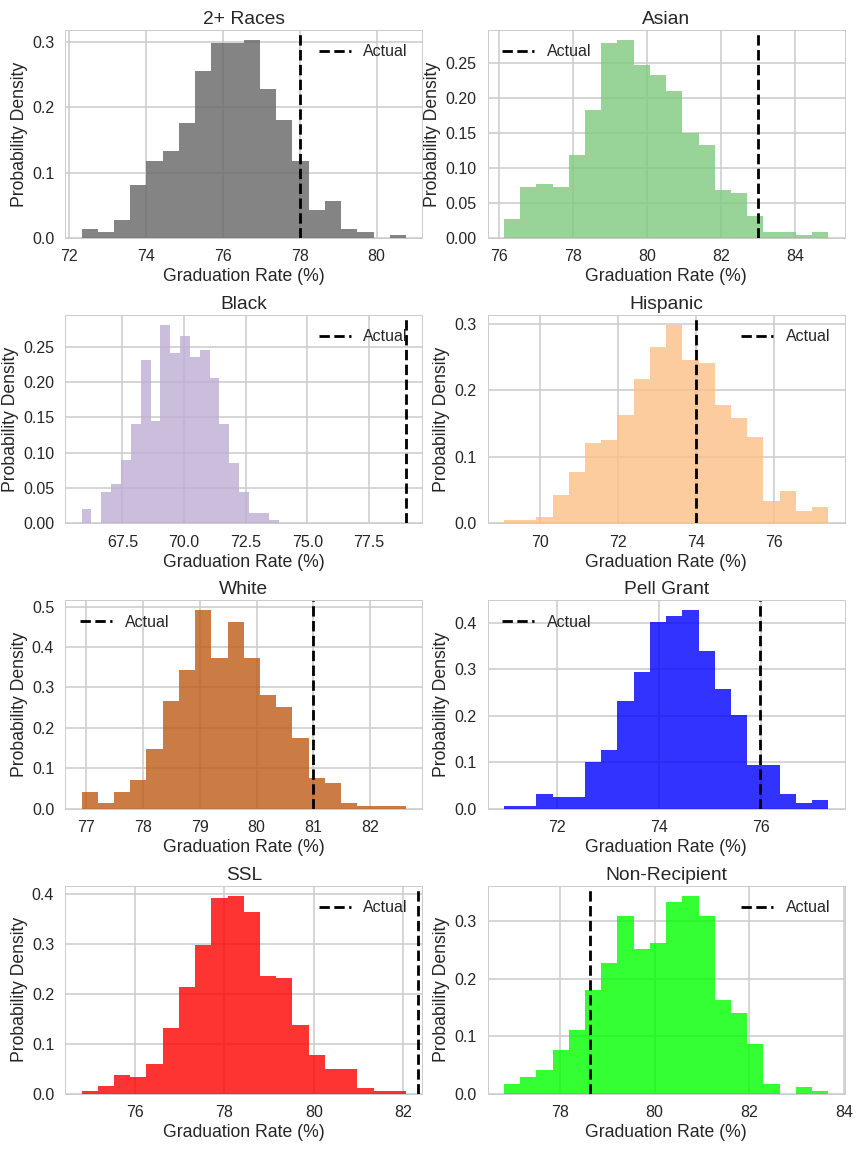 2+ Races
Actual
Probability Density
0.3
0.2
0.1
0.0
72 74 76 78 80
Graduation Rate (%)
Asian
Actual
Probability Density
0.25
0.20
0.15
0.10
0.05
0.00
76 78 80 82 84
Graduation Rate (%)
Black
Actual
Probability Density
0.25
0.20
0.15
0.10
0.05
0.00
67.5 70.0 72.5 75.0 77.5
Graduation Rate (%)
Hispanic
Actual
Probability Density
0.3
0.2
0.1
0.0
70 72 74 76
Graduation Rate (%)
White
Actual
Probability Density
0.5
0.4
0.3
0.2
0.1
0.0
77 78 79 80 81 82
Graduation Rate (%)
Pell Grant
Actual
Probability Density
0.4
0.3
0.2
0.1
0.0
72 74 76
Graduation Rate (%)
SSL
Actual
Probability Density
0.4
0.3
0.2
0.1
0.0
76 78 80 82
Graduation Rate (%)
Non-Recipient
Actual
Probability Density
0.3
0.2
0.1
0.0
78 80 82 84
Graduation Rate (%)